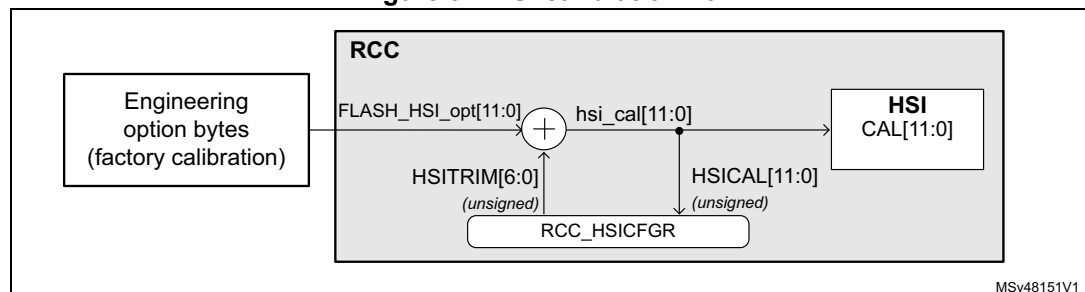 RCC
Engineering
option bytes
(factory calibration)
FLASH_HSI_opt[11:0]
hsi_cal[11:0]
HSI
CAL[11:0]
HSITRIM[6:0]
(unsigned)
HSICAL[11:0]
(unsigned)
RCC_HSICFGR
MSv48151V1